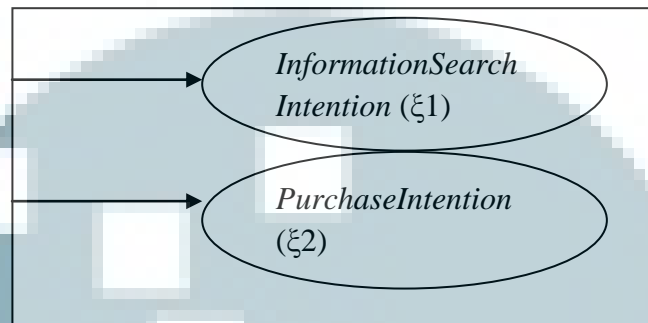 InformationSearch
Intention (ξ1)
PurchaseIntention
(ξ2)